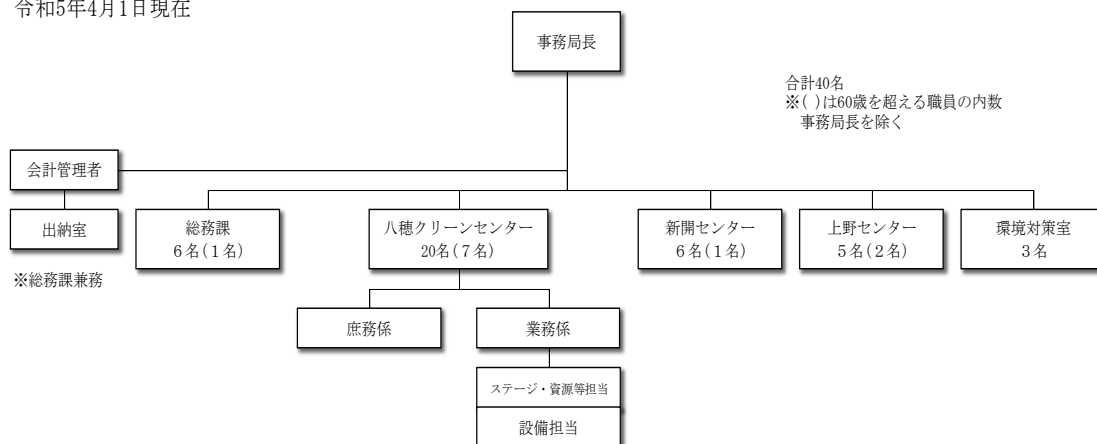 令和5年4月1日現在
事務局長
合計40名
※( )は60歳を超える職員の内数
事務局長を除く
会計管理者
出納室
※総務課兼務
総務課
6名(1名)
八穂クリーンセンター
20名(7名)
新開センター
6名(1名)
上野センター
5名(2名)
環境対策室
3名
庶務係
業務係
ステージ・資源等担当
設備担当